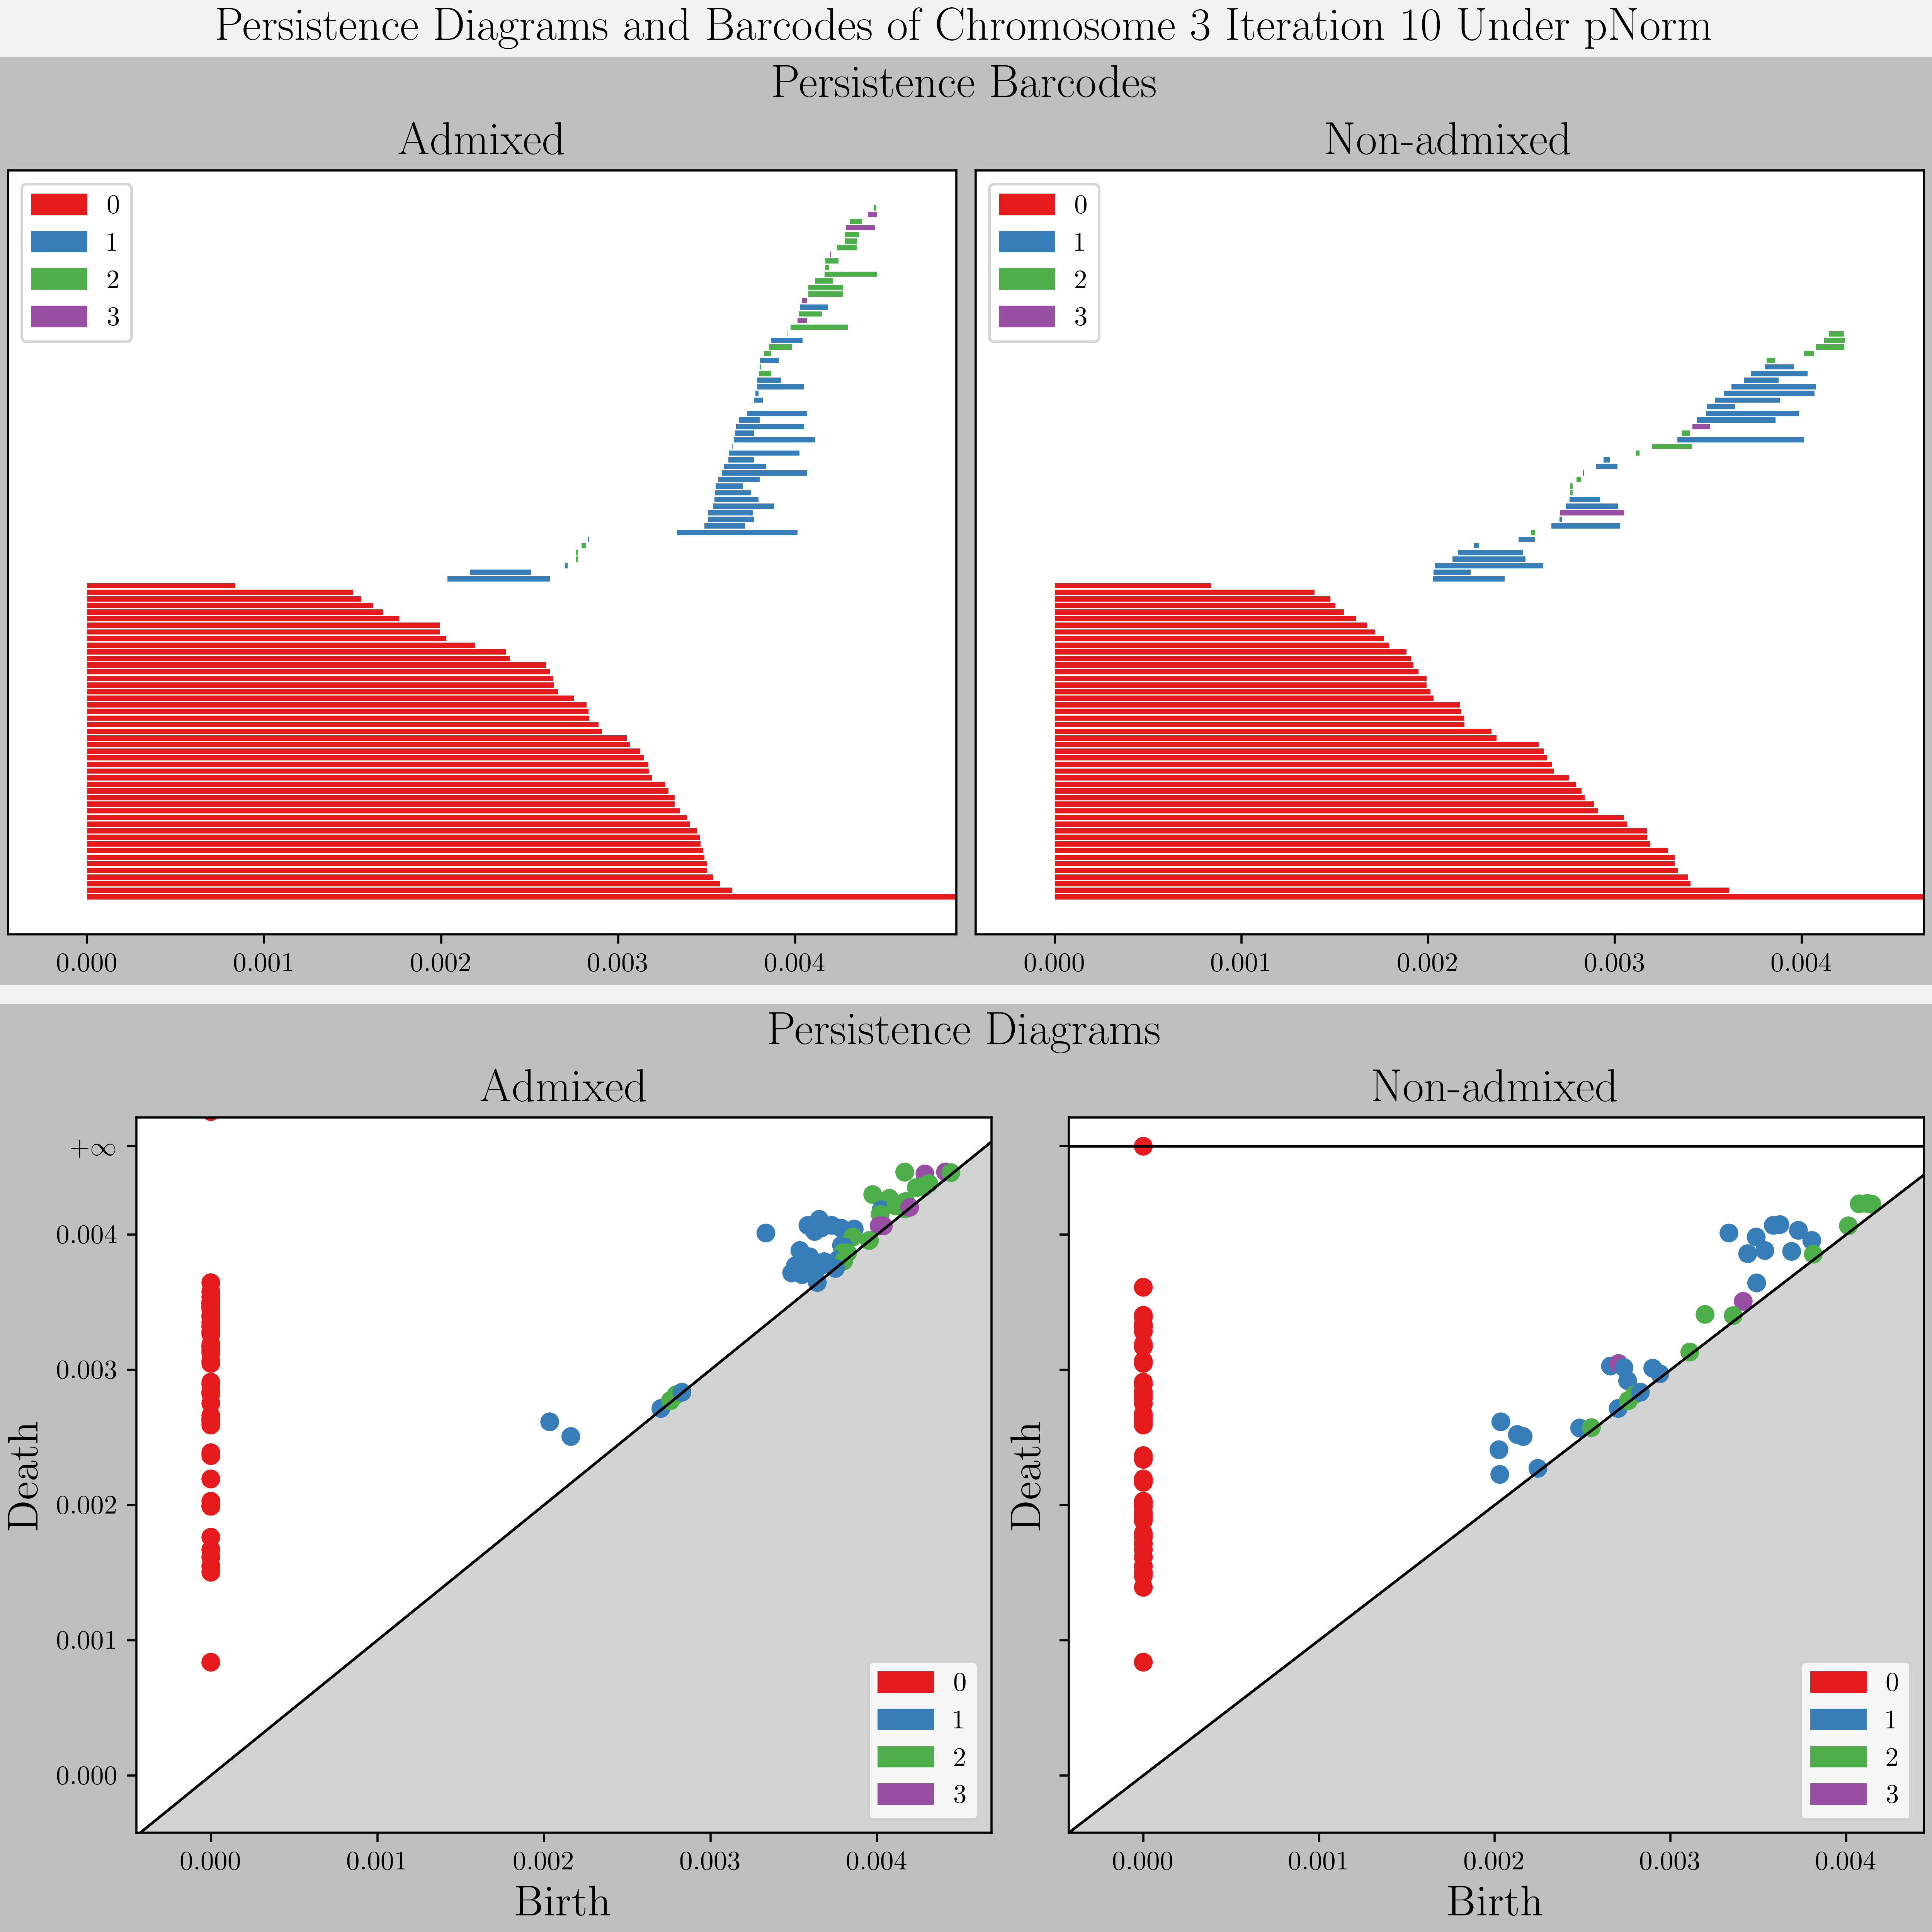 Persistence Diagrams and Barcodes of Chromosome 3 Iteration 10 Under pNorm
Persistence Barcodes
Admixed
Non-admixed
0
1
2
3
0
1
2
3
0.000 0.001 0.002 0.003 0.004
0.000 0.001 0.002 0.003 0.004
Persistence Diagrams
Admixed
Non-admixed
+∞
0.004
0.003
0.002
0.001
0.000
Death
0
1
2
3
0.000 0.001 0.002 0.003 0.004
Birth
Death
0
1
2
3
0.000 0.001 0.002 0.003 0.004
Birth